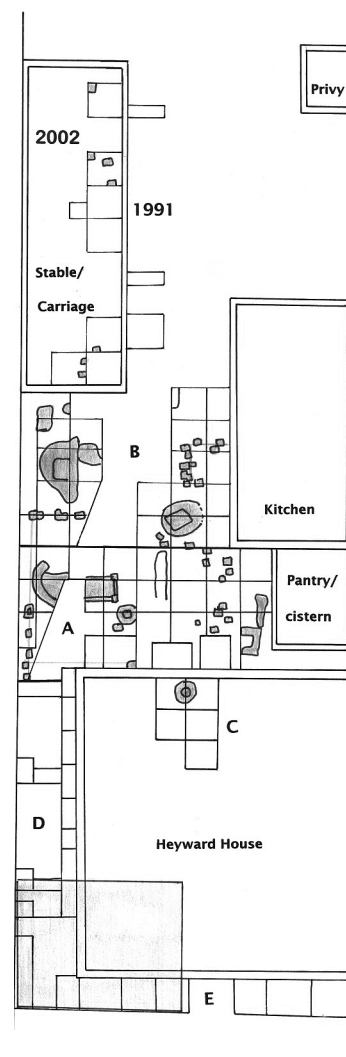 Privy
2002
1991
Stable/
Carriage
B
Kitchen
Pantry/
cistern
A
C
D
Heyward House
E